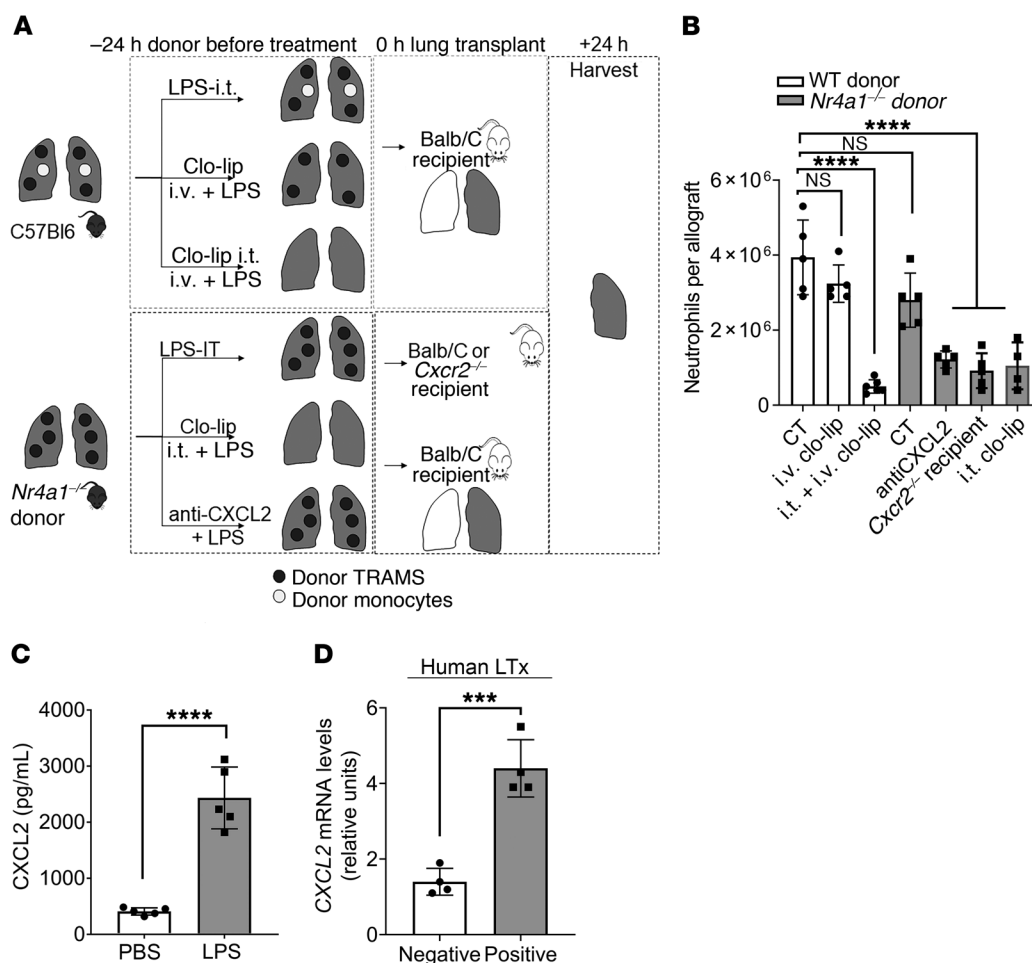 A
–24 h donor before treatment
0 h lung transplant
+24 h
Harvest
LPS-i.t.
Clo-lip
i.v. + LPS
Clo-lip i.t.
i.v. + LPS
C57Bl6
Balb/C
recipient
LPS-IT
Clo-lip
i.t. + LPS
anti-CXCL2
+ LPS
Nr4a1–/–
donor
Balb/C or
Cxcr2–/–
recipient
Balb/C
recipient
Donor TRAMS
Donor monocytes
B
WT donor
Nr4a1–/– donor
****
NS
****
NS
Neutrophils per allograft
6 × 10⁶
4 × 10⁶
2 × 10⁶
0
CT
i.v. clo-lip
i.t. + i.v. clo-lip
CT
antiCXCL2
Cxcr2–/– recipient
i.t. clo-lip
C
CXCL2 (pg/mL)
4000
3000
2000
1000
0
****
PBS
LPS
D
Human LTx
***
CXCL2 mRNA levels
(relative units)
6
4
2
0
Negative
Positive